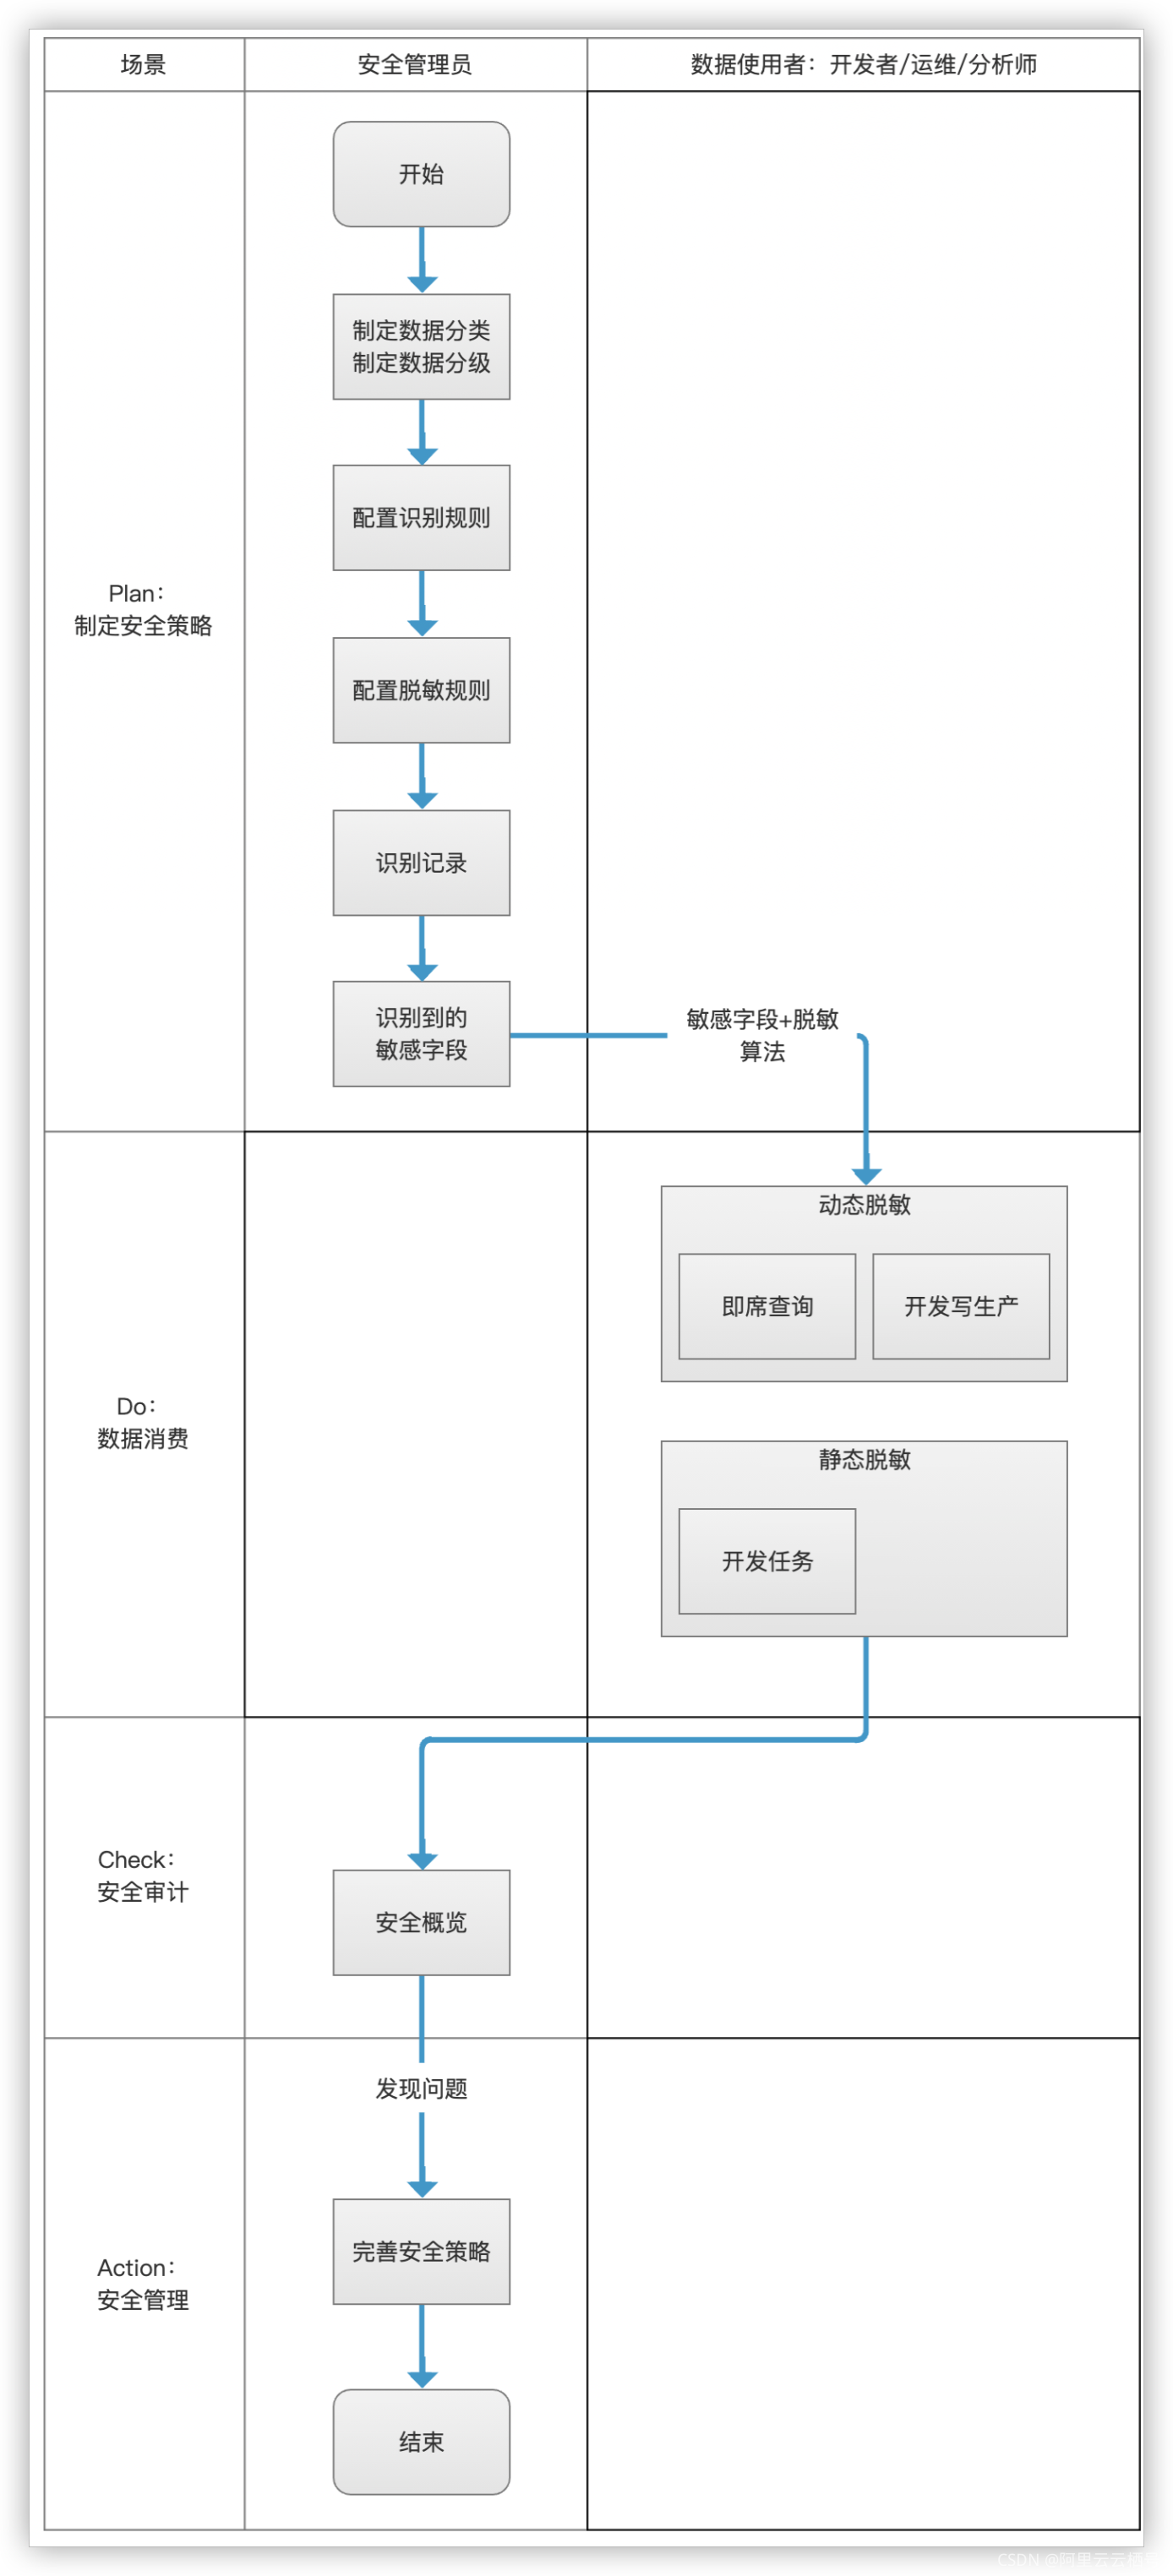 场景
安全管理员
数据使用者：开发者/运维/分析师
开始
制定数据分类
制定数据分级
配置识别规则
Plan：
制定安全策略
配置脱敏规则
识别记录
识别到的
敏感字段
敏感字段+脱敏
算法
动态脱敏
即席查询
开发写生产
Do：
数据消费
静态脱敏
开发任务
Check：
安全审计
安全概览
发现问题
完善安全策略
Action：
安全管理
结束
CSDN @阿里云云栖